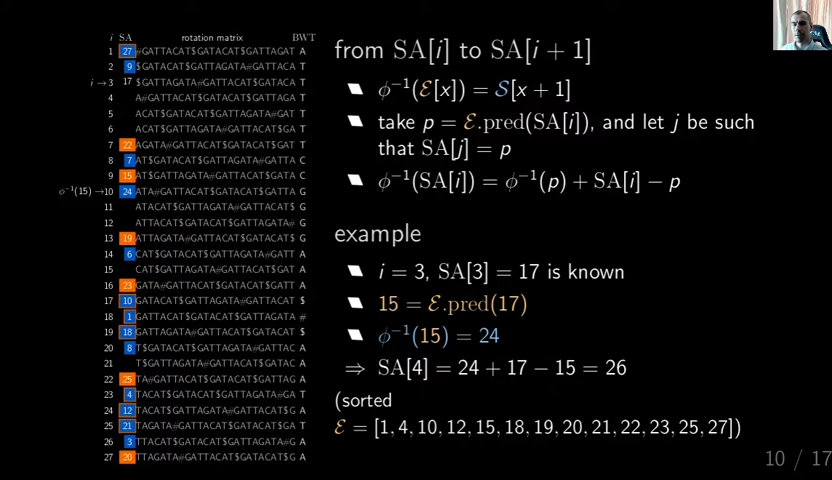 i SA rotation matrix BWT
1 27 #GATTACAT$GATACAT$GATTAGAT A
2 9 $GATACAT$GATTAGATA#GATTACA T
i → 3 17 $GATTAGATA#GATTACAT$GATACA T
4 A#GATTACAT$GATACAT$GATTAGA T
5 ACAT$GATACAT$GATTAGATA#GAT T
6 ACAT$GATTAGATA#GATTACAT$GA T
7 22 AGATA#GATTACAT$GATACAT$GAT T
8 7 AT$GATACAT$GATTAGATA#GATTA C
9 15 AT$GATTAGATA#GATTACAT$GATA C
ϕ⁻¹(15) → 10 24 ATA#GATTACAT$GATACAT$GATTA G
11 ATACAT$GATTAGATA#GATTACAT$ G
12 ATTACAT$GATACAT$GATTAGATA# G
13 19 ATTAGATA#GATTACAT$GATACAT$ G
14 6 CAT$GATACAT$GATTAGATA#GATT A
15 CAT$GATTAGATA#GATTACAT$GAT A
16 23 GATA#GATTACAT$GATACAT$GATT A
17 10 GATACAT$GATTAGATA#GATTACAT $
18 1 GATTACAT$GATACAT$GATTAGATA #
19 18 GATTAGATA#GATTACAT$GATACAT $
20 8 T$GATACAT$GATTAGATA#GATTAC A
21 T$GATTAGATA#GATTACAT$GATAC A
22 25 TA#GATTACAT$GATACAT$GATTAG A
23 4 TACAT$GATACAT$GATTAGATA#GA T
24 12 TACAT$GATTAGATA#GATTACAT$G A
25 21 TAGATA#GATTACAT$GATACAT$GA T
26 3 TTACAT$GATACAT$GATTAGATA#G A
27 20 TTAGATA#GATTACAT$GATACAT$G A
from SA[i] to SA[i + 1]
ϕ⁻¹(ℰ[x]) = 𝒮[x + 1]
take p = ℰ.pred(SA[i]), and let j be such
that SA[j] = p
ϕ⁻¹(SA[i]) = ϕ⁻¹(p) + SA[i] − p
example
i = 3, SA[3] = 17 is known
15 = ℰ.pred(17)
ϕ⁻¹(15) = 24
⇒ SA[4] = 24 + 17 − 15 = 26
(sorted
ℰ = [1, 4, 10, 12, 15, 18, 19, 20, 21, 22, 23, 25, 27])
10 / 17